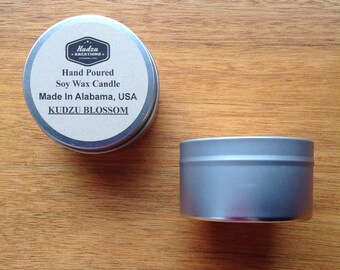 Kudzu
KREATIONS
Hand Poured
Soy Wax Candle
Made In Alabama, USA
KUDZU BLOSSOM